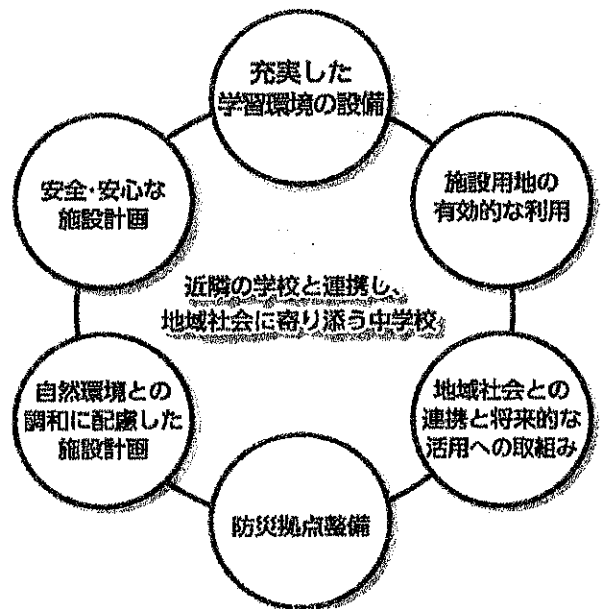 充実した
学習環境の設備
施設用地の
有効的な利用
地域社会との
連携と将来的な
活用への取組み
防災拠点整備
自然環境との
調和に配慮した
施設計画
安全・安心な
施設計画
近隣の学校と連携し、
地域社会に寄り添う中学校